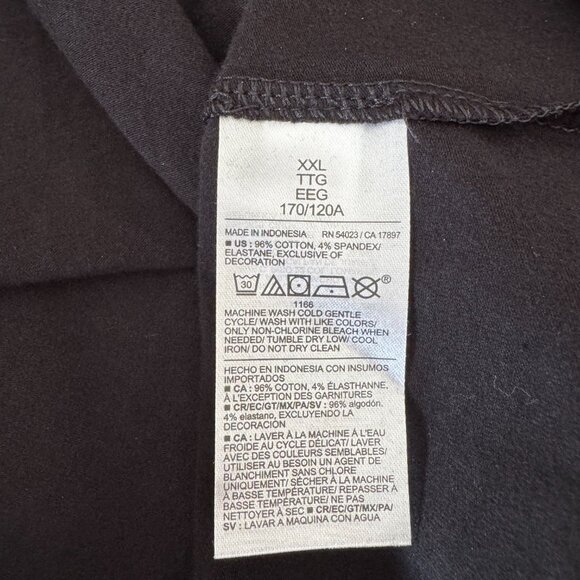 XXL
TTG
EEG
170/120A
MADE IN INDONESIA RN 54023 / CA 17897
■ US : 96% COTTON, 4% SPANDEX/
ELASTANE, EXCLUSIVE OF
DECORATION
30 ®
1166
MACHINE WASH COLD GENTLE
CYCLE/ WASH WITH LIKE COLORS/
ONLY NON-CHLORINE BLEACH WHEN
NEEDED/ TUMBLE DRY LOW/ COOL
IRON/ DO NOT DRY CLEAN
HECHO EN INDONESIA CON INSUMOS
IMPORTADOS
■ CA : 96% COTON, 4% ÉLASTHANNE,
À L'EXCEPTION DES GARNITURES
■ CR/EC/GT/MX/PA/SV : 96% algodón,
4% elastano, EXCLUYENDO LA
DECORACIÓN
■ CA : LAVER À LA MACHINE À L'EAU
FROIDE AU CYCLE DÉLICAT/ LAVER
AVEC DES COULEURS SEMBLABLES/
UTILISER AU BESOIN UN AGENT DE
BLANCHIMENT SANS CHLORE
UNIQUEMENT/ SÉCHER À LA MACHINE
À BASSE TEMPÉRATURE/ REPASSER À
BASSE TEMPÉRATURE/ NE PAS
NETTOYER À SEC ■ CR/EC/GT/MX/PA/
SV : LAVAR A MAQUINA CON AGUA